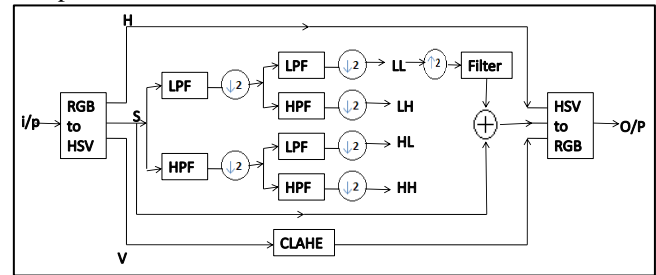 H
LPF ↓2 LL ↑2 Filter
LPF ↓2
RGB to HSV
HPF ↓2 LH
HSV to RGB
i/p
S
+
O/P
LPF ↓2 HL
HPF ↓2
HPF ↓2 HH
CLAHE
V